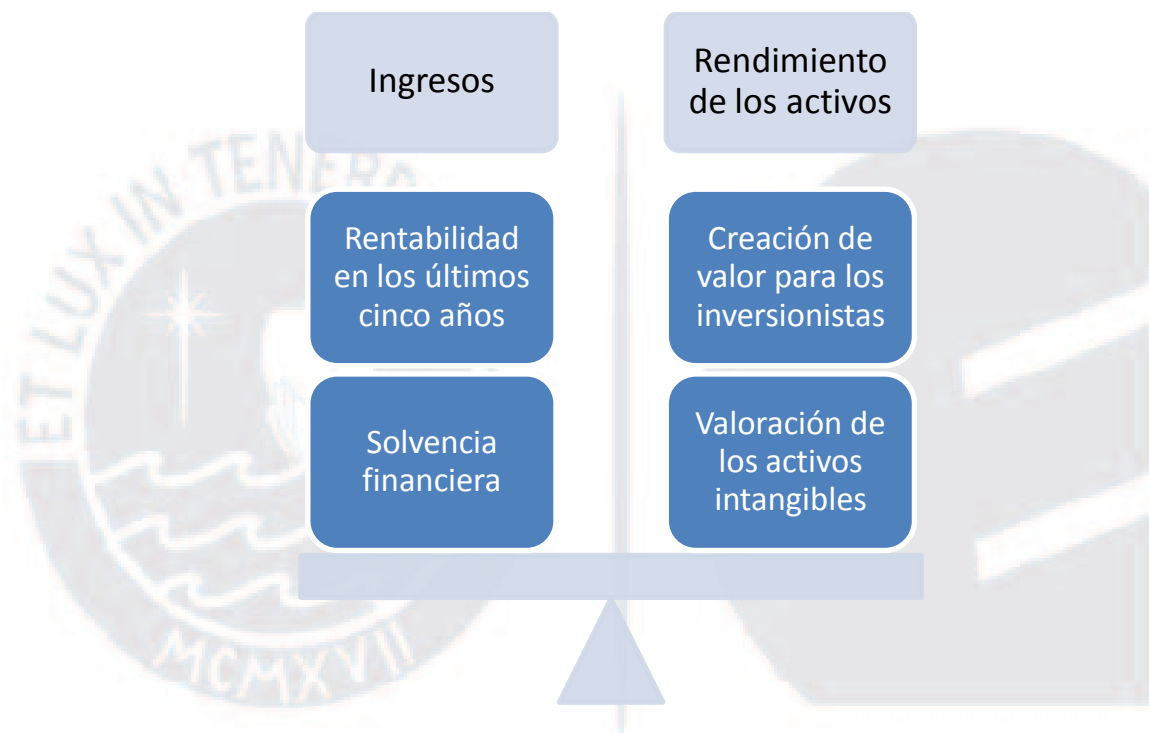 Ingresos
Rendimiento
de los activos
Rentabilidad
en los últimos
cinco años
Creación de
valor para los
inversionistas
Solvencia
financiera
Valoración de
los activos
intangibles
ET LUX IN TENEBR
MCMXVII